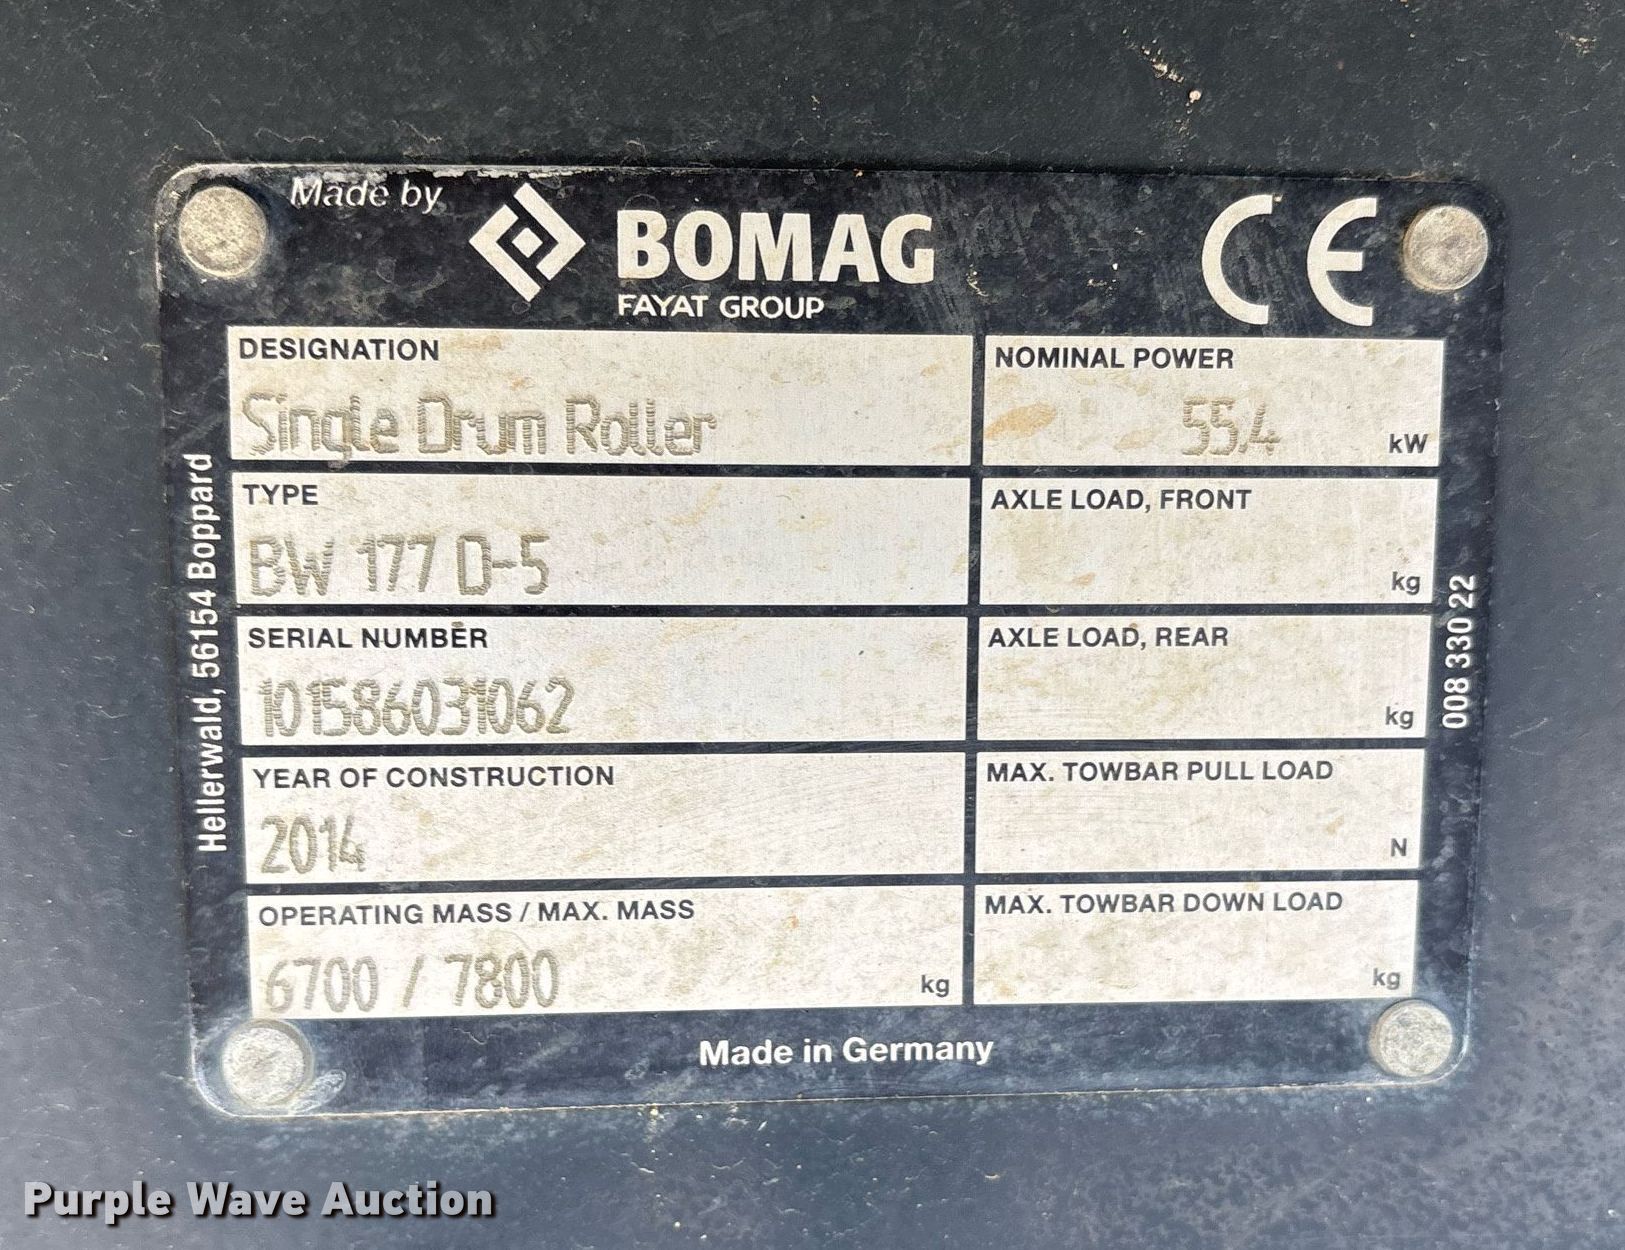 Made by
BOMAG
FAYAT GROUP
CE
DESIGNATION
Single Drum Roller
NOMINAL POWER
55.4 kW
TYPE
BW 177 D-5
AXLE LOAD, FRONT
kg
SERIAL NUMBER
101586031062
AXLE LOAD, REAR
kg
YEAR OF CONSTRUCTION
2014
MAX. TOWBAR PULL LOAD
N
OPERATING MASS / MAX. MASS
6700 / 7800 kg
MAX. TOWBAR DOWN LOAD
kg
Made in Germany
Hellerwald, 56154 Boppard
008 330 22
Purple Wave Auction